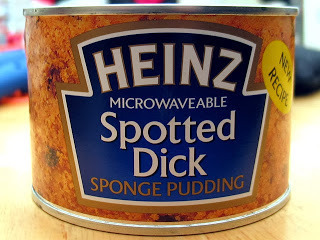 HEINZ
MICROWAVEABLE
Spotted
Dick
SPONGE PUDDING
NEW
RECIPE